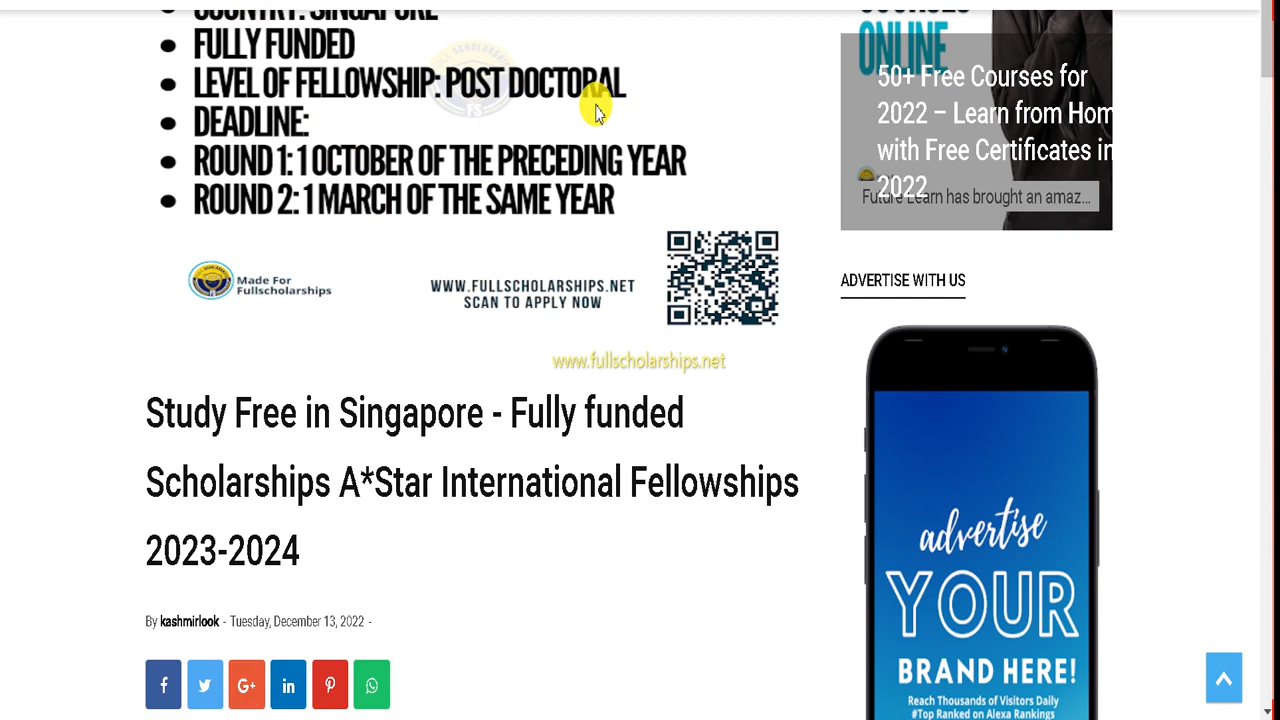 COUNTRY: SINGAPORE
FULLY FUNDED
LEVEL OF FELLOWSHIP: POST DOCTORAL
DEADLINE:
ROUND 1: 1 OCTOBER OF THE PRECEDING YEAR
ROUND 2: 1 MARCH OF THE SAME YEAR
Made For
Fullscholarships
WWW.FULLSCHOLARSHIPS.NET
SCAN TO APPLY NOW
www.fullscholarships.net
Study Free in Singapore - Fully funded
Scholarships A*Star International Fellowships
2023-2024
By kashmirlook - Tuesday, December 13, 2022 -
COURSES
ONLINE
50+ Free Courses for
2022 – Learn from Hom
with Free Certificates in
2022
Future Learn has brought an amaz...
ADVERTISE WITH US
advertise
YOUR
BRAND HERE!
Reach Thousands of Visitors Daily
#Top Ranked on Alexa Rankings